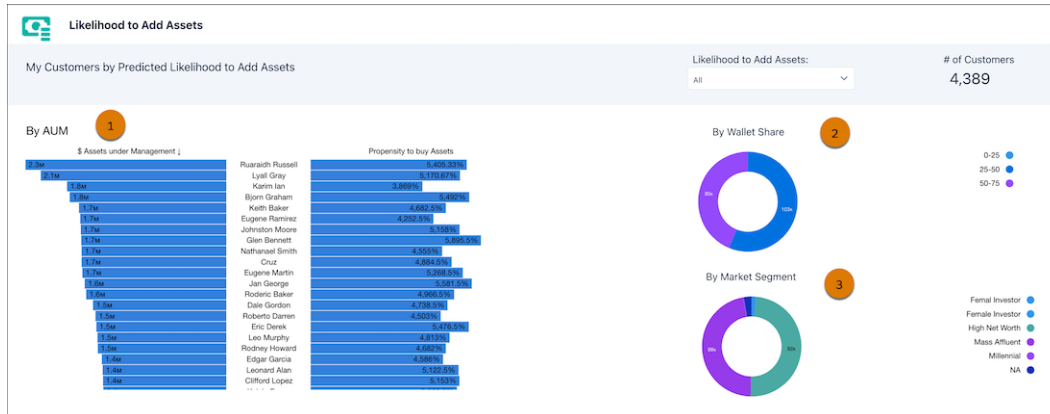 Likelihood to Add Assets
My Customers by Predicted Likelihood to Add Assets
Likelihood to Add Assets:
All
# of Customers
4,389
By AUM
1
$ Assets under Management ↓
Propensity to buy Assets
2.3M Ruaraidh Russell 5,405.33%
2.1M Lyall Gray 5,170.67%
1.8M Karim Ian 3,869%
1.8M Bjorn Graham 5,492%
1.7M Keith Baker 4,682.5%
1.7M Eugene Ramirez 4,252.5%
1.7M Johnston Moore 5,158%
1.7M Glen Bennett 5,895.5%
1.7M Nathanael Smith 4,555%
1.7M Cruz 4,884.5%
1.7M Eugene Martin 5,268.5%
1.6M Jan George 5,581.5%
1.6M Roderic Baker 4,966.5%
1.5M Dale Gordon 4,738.5%
1.5M Roberto Darren 4,503%
1.5M Eric Derek 5,476.5%
1.5M Leo Murphy 4,813%
1.5M Rodney Howard 4,682%
1.4M Edgar Garcia 4,586%
1.4M Leonard Alan 5,122.5%
1.4M Clifford Lopez 5,153%
By Wallet Share
2
0-25
25-50
50-75
By Market Segment
3
Femal Investor
Female Investor
High Net Worth
Mass Affluent
Millennial
NA